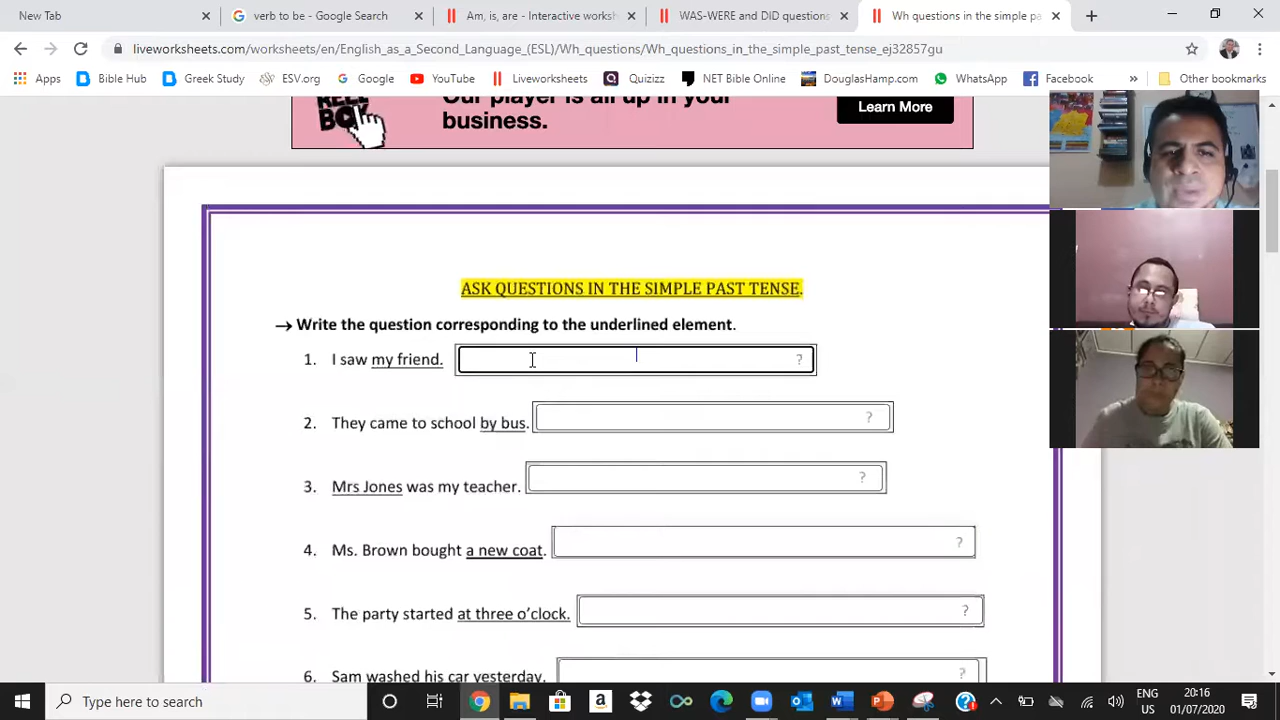 New Tab
verb to be - Google Search
Am, is, are - Interactive worksh
WAS-WERE and DID questions
Wh questions in the simple pa
liveworksheets.com/worksheets/en/English_as_a_Second_Language_(ESL)/Wh_questions/Wh_questions_in_the_simple_past_tense_ej32857gu
Apps
Bible Hub
Greek Study
ESV.org
Google
YouTube
Liveworksheets
Quizizz
NET Bible Online
DouglasHamp.com
WhatsApp
Facebook
Other bookmarks
Our player is all up in your
business.
Learn More
ASK QUESTIONS IN THE SIMPLE PAST TENSE.
→ Write the question corresponding to the underlined element.
1. I saw my friend. ?
2. They came to school by bus. ?
3. Mrs Jones was my teacher. ?
4. Ms. Brown bought a new coat. ?
5. The party started at three o’clock. ?
6. Sam washed his car yesterday. ?
Type here to search
ENG
US
20:16
01/07/2020